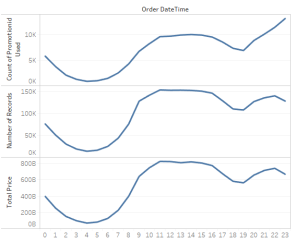 Order DateTime
Count of PromotionId
Used
10K
5K
0K
Number of Records
150K
100K
50K
0K
Total Price
800B
600B
400B
200B
0B
0 1 2 3 4 5 6 7 8 9 10 11 12 13 14 15 16 17 18 19 20 21 22 23